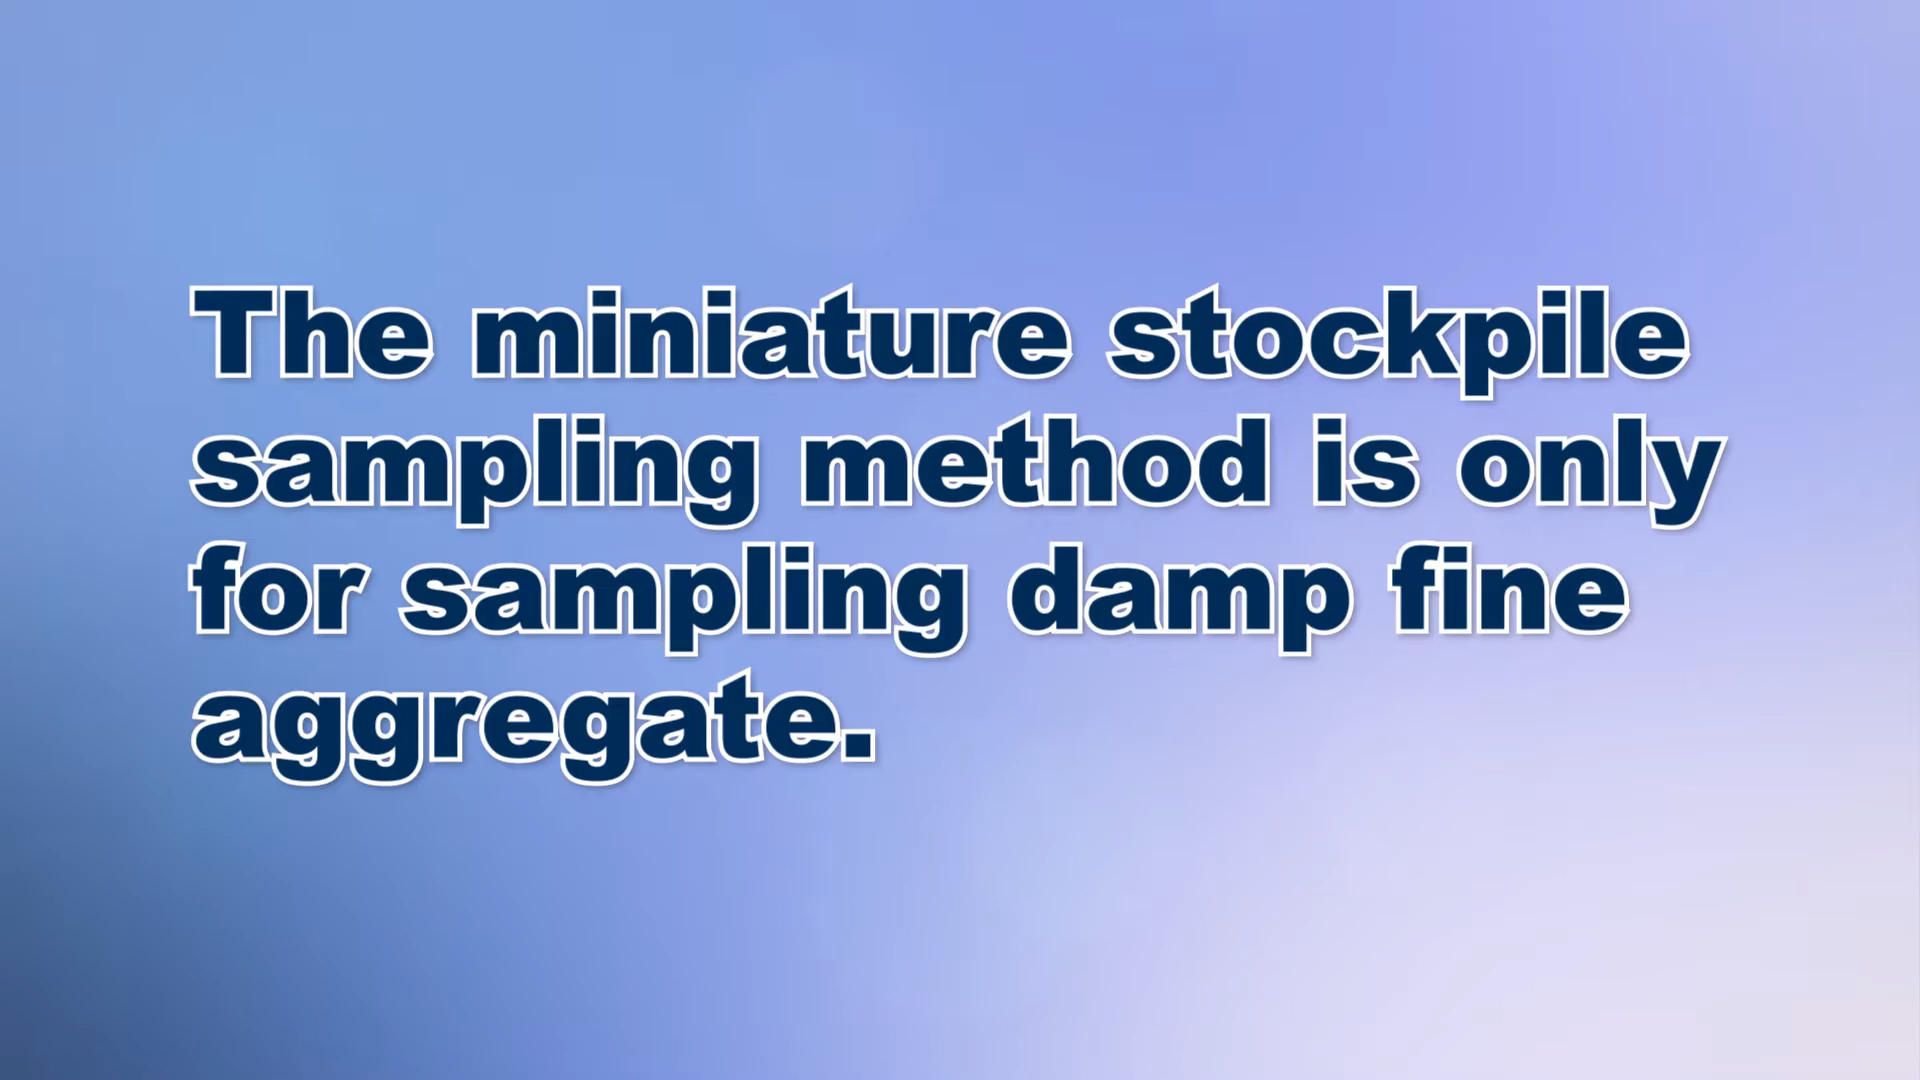 The miniature stockpile
sampling method is only
for sampling damp fine
aggregate.